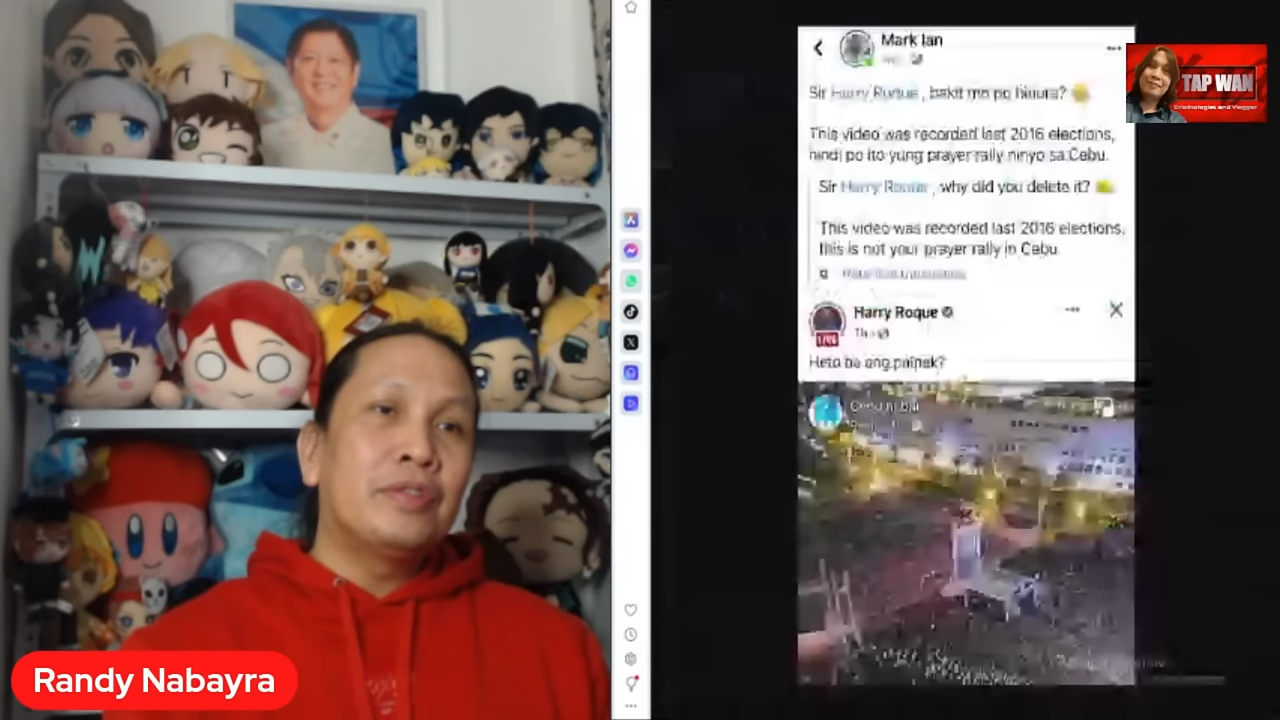 Mark Ian
Sir Harry Roque , bakit mo po binura?
This video was recorded last 2016 elections,
hindi po ito yung prayer rally ninyo sa Cebu.
Sir Harry Roque , why did you delete it?
This video was recorded last 2016 elections,
this is not your prayer rally in Cebu.
Harry Roque
Heto ba ang
TAP WAN
Criminologist and Vlogger
W
Randy Nabayra